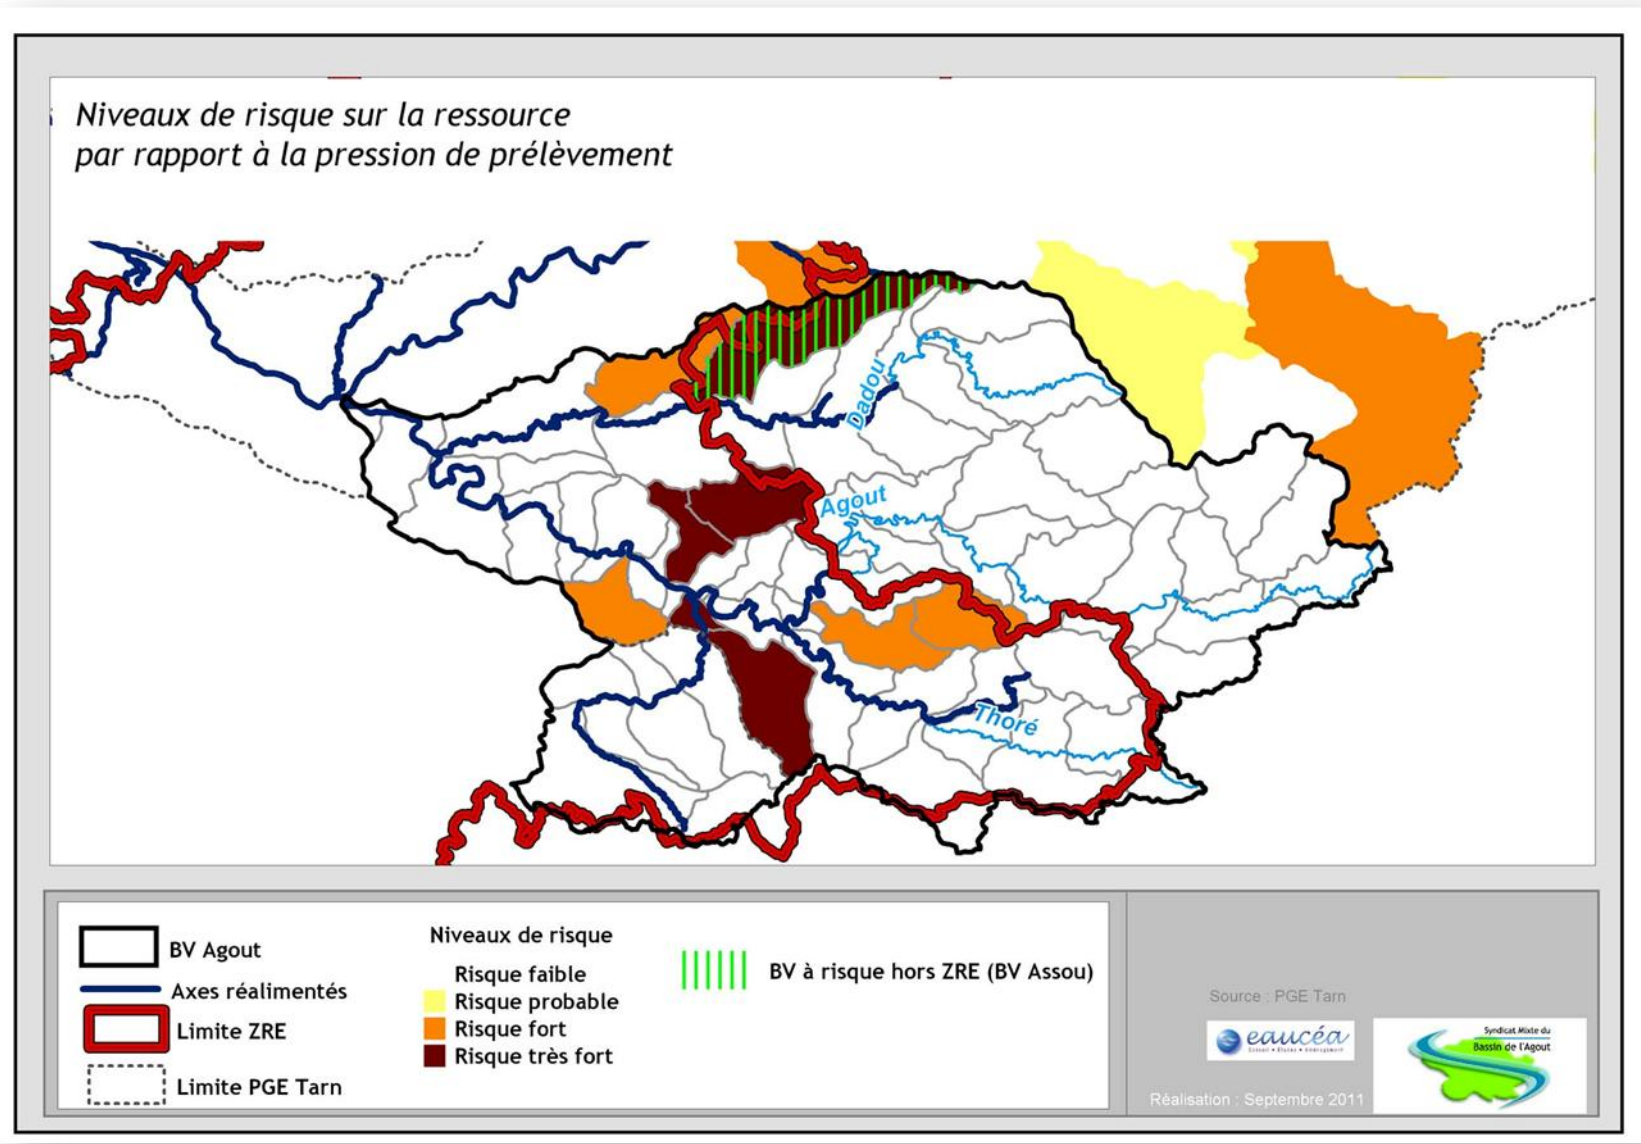 Niveaux de risque sur la ressource
par rapport à la pression de prélèvement
Dadou
Agout
Thoré
BV Agout
Axes réalimentés
Limite ZRE
Limite PGE Tarn
Niveaux de risque
Risque faible
Risque probable
Risque fort
Risque très fort
BV à risque hors ZRE (BV Assou)
Source : PGE Tarn
eaucéa
Syndicat Mixte du
Bassin de l'Agout
Réalisation : Septembre 2011